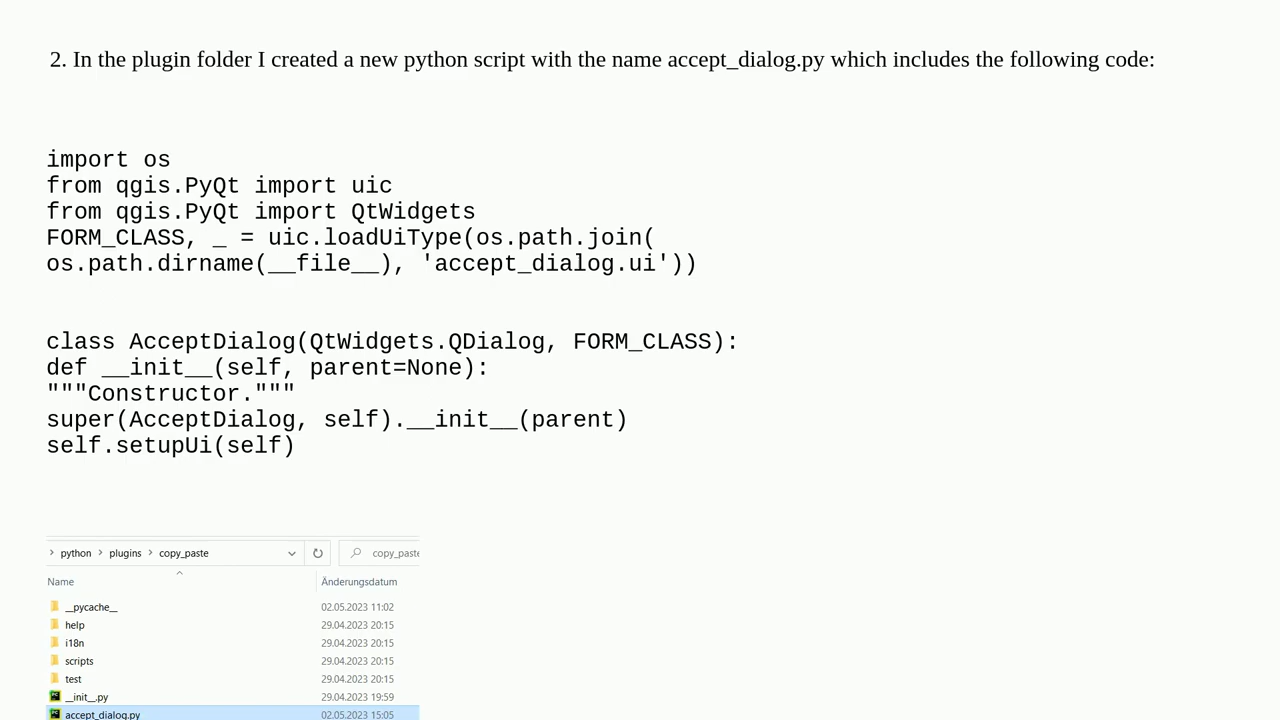 2. In the plugin folder I created a new python script with the name accept_dialog.py which includes the following code:
import os
from qgis.PyQt import uic
from qgis.PyQt import QtWidgets
FORM_CLASS, _ = uic.loadUiType(os.path.join(
os.path.dirname(__file__), 'accept_dialog.ui'))
class AcceptDialog(QtWidgets.QDialog, FORM_CLASS):
def __init__(self, parent=None):
"""Constructor."""
super(AcceptDialog, self).__init__(parent)
self.setupUi(self)
python plugins copy_paste copy_paste
Name Änderungsdatum
__pycache__ 02.05.2023 11:02
help 29.04.2023 20:15
i18n 29.04.2023 20:15
scripts 29.04.2023 20:15
test 29.04.2023 20:15
__init__.py 29.04.2023 19:59
accept_dialog.py 02.05.2023 15:05